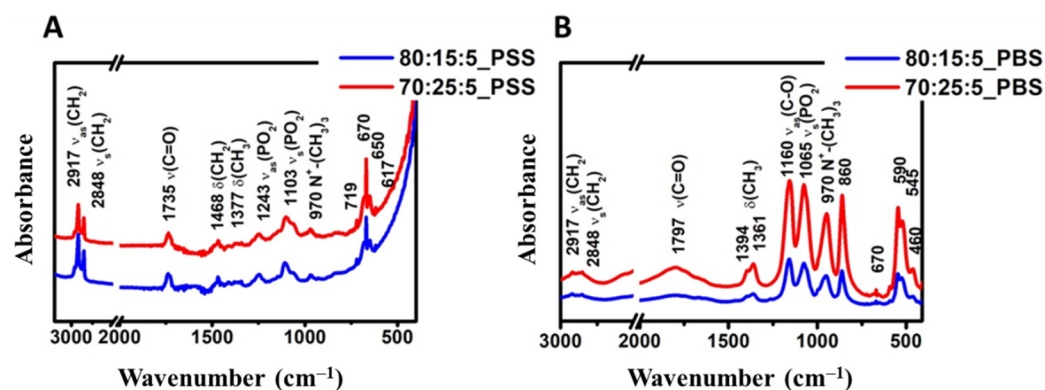 A
80:15:5_PSS
70:25:5_PSS
2917 νas(CH2)
2848 νs(CH2)
1735 ν(C=O)
1468 δ(CH2)
1377 δ(CH3)
1243 νas(PO2)
1103 νs(PO2)
970 N+-(CH3)3
719
670
650
617
Absorbance
3000 2000 1500 1000 500
Wavenumber (cm−1)
B
80:15:5_PBS
70:25:5_PBS
2917 νas(CH2)
2848 νs(CH2)
1797 ν(C=O)
1394
1361 δ(CH3)
1160 νas(C-O)
1065 νs(PO2)
970 N+-(CH3)3
860
670
590
545
460
Absorbance
3000 2000 1500 1000 500
Wavenumber (cm−1)